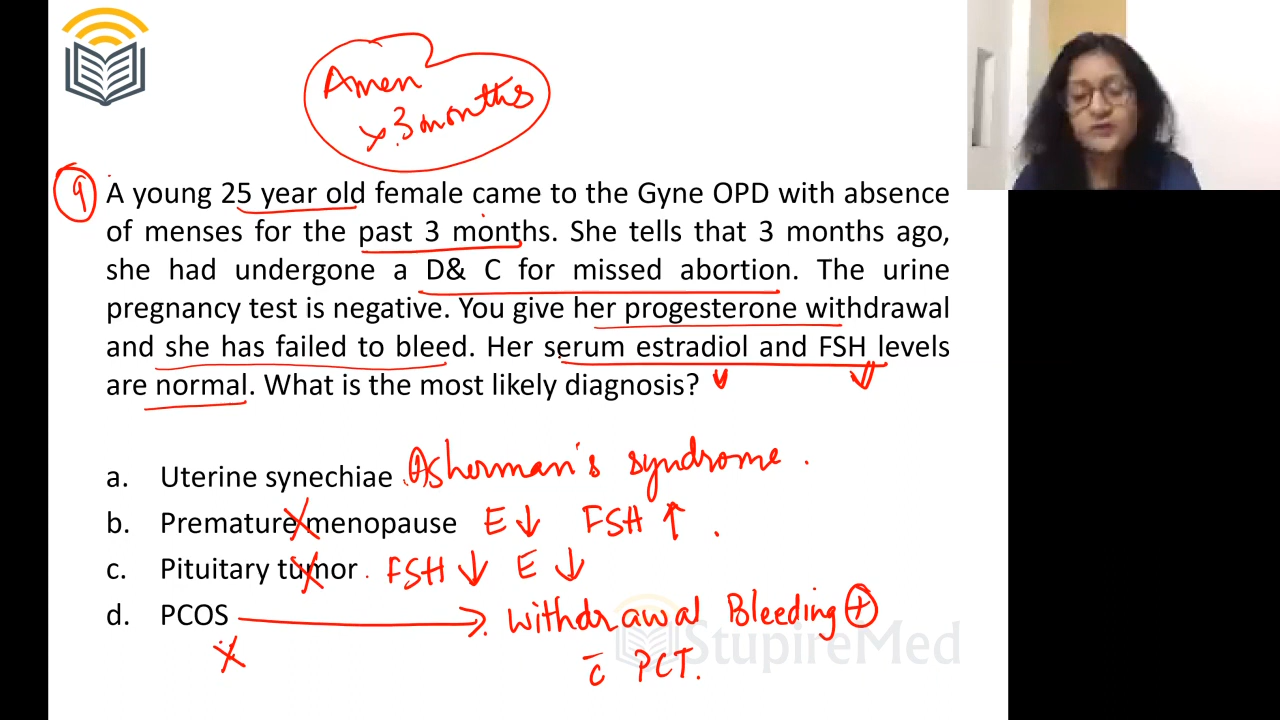 Amen
x 3 months
9 A young 25 year old female came to the Gyne OPD with absence
of menses for the past 3 months. She tells that 3 months ago,
she had undergone a D& C for missed abortion. The urine
pregnancy test is negative. You give her progesterone withdrawal
and she has failed to bleed. Her serum estradiol and FSH levels
are normal. What is the most likely diagnosis?
a. Uterine synechiae Asherman's syndrome.
b. Premature menopause E↓ FSH↑.
c. Pituitary tumor. FSH↓ E↓
d. PCOS → Withdrawal Bleeding +
c̄ PCT.
StupireMed